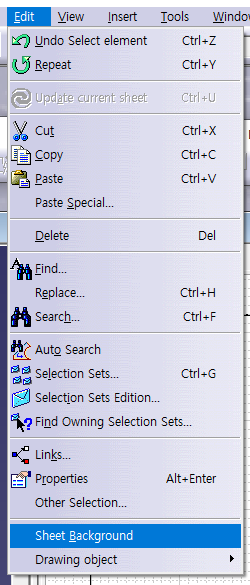 Edit View Insert Tools Window
Undo Select element Ctrl+Z
Repeat Ctrl+Y
Update current sheet Ctrl+U
Cut Ctrl+X
Copy Ctrl+C
Paste Ctrl+V
Paste Special...
Delete Del
Find...
Replace... Ctrl+H
Search... Ctrl+F
Auto Search
Selection Sets... Ctrl+G
Selection Sets Edition...
Find Owning Selection Sets...
Links...
Properties Alt+Enter
Other Selection...
Sheet Background
Drawing object